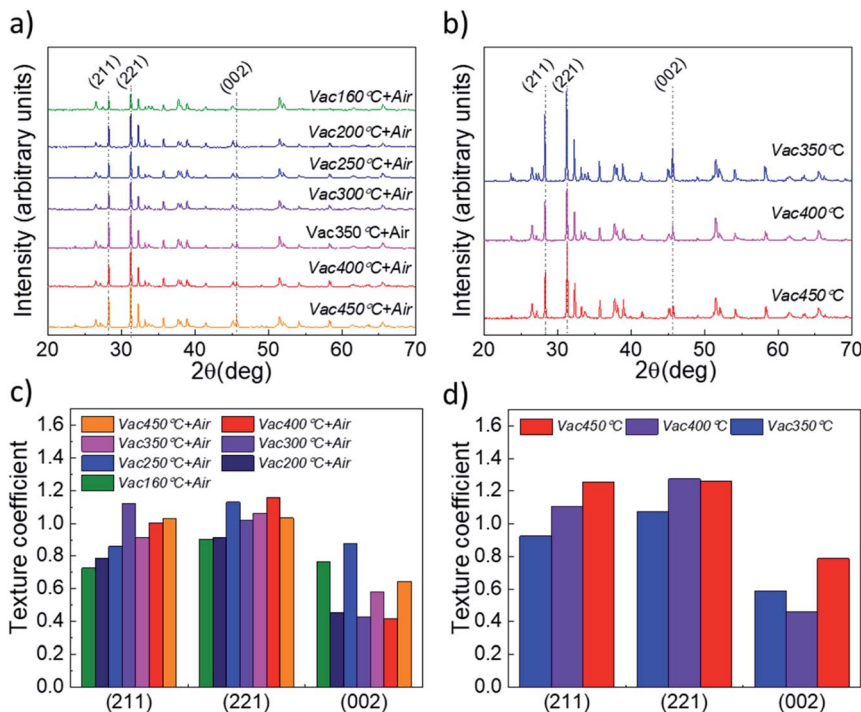 a)
(211)
(221)
(002)
Vac160℃+Air
Vac200℃+Air
Vac250℃+Air
Vac300℃+Air
Vac350℃+Air
Vac400℃+Air
Vac450℃+Air
Intensity (arbitrary units)
20 30 40 50 60 70
2θ(deg)
b)
(211)
(221)
(002)
Vac350℃
Vac400℃
Vac450℃
Intensity (arbitrary units)
20 30 40 50 60 70
2θ(deg)
c)
Vac450℃+Air Vac400℃+Air
Vac350℃+Air Vac300℃+Air
Vac250℃+Air Vac200℃+Air
Vac160℃+Air
Texture coefficient
1.6
1.4
1.2
1.0
0.8
0.6
0.4
0.2
0.0
(211) (221) (002)
d)
Vac450℃ Vac400℃ Vac350℃
Texture coefficient
1.6
1.4
1.2
1.0
0.8
0.6
0.4
0.2
0.0
(211) (221) (002)